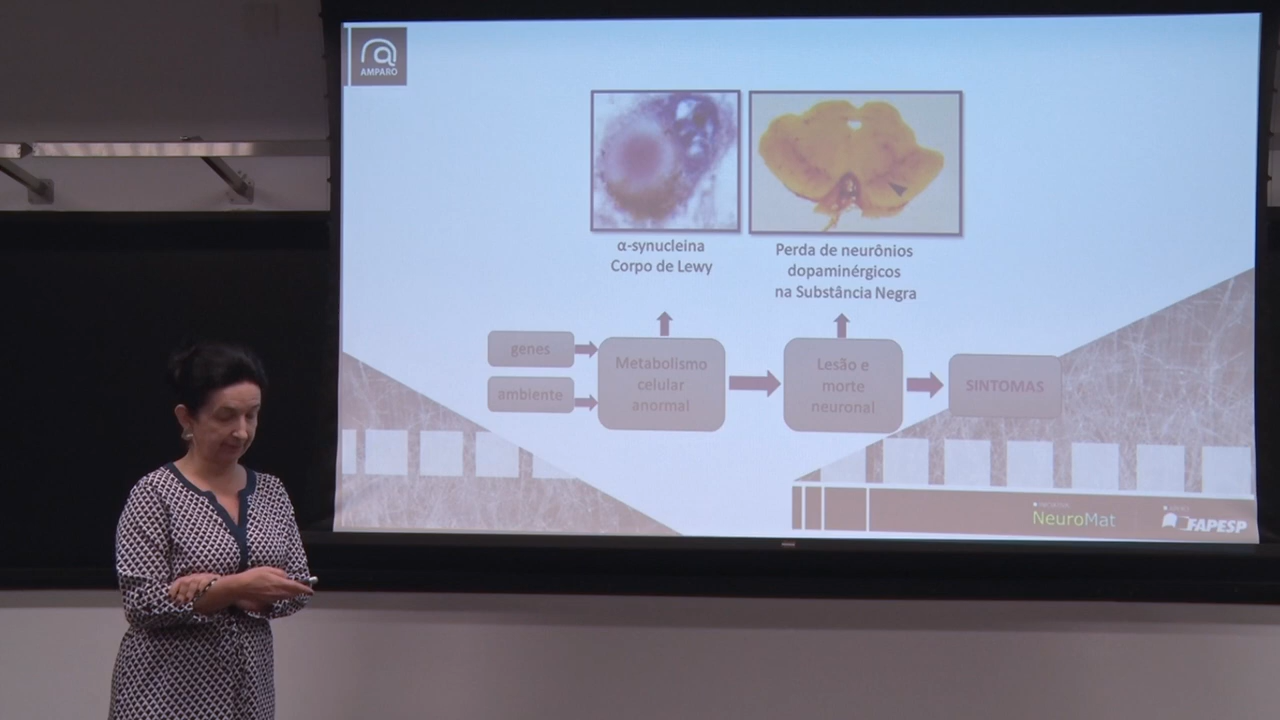 AMPARO
α-synucleina
Corpo de Lewy
Perda de neurônios
dopaminérgicos
na Substância Negra
genes
ambiente
Metabolismo
celular
anormal
Lesão e
morte
neuronal
SINTOMAS
NeuroMat
FAPESP